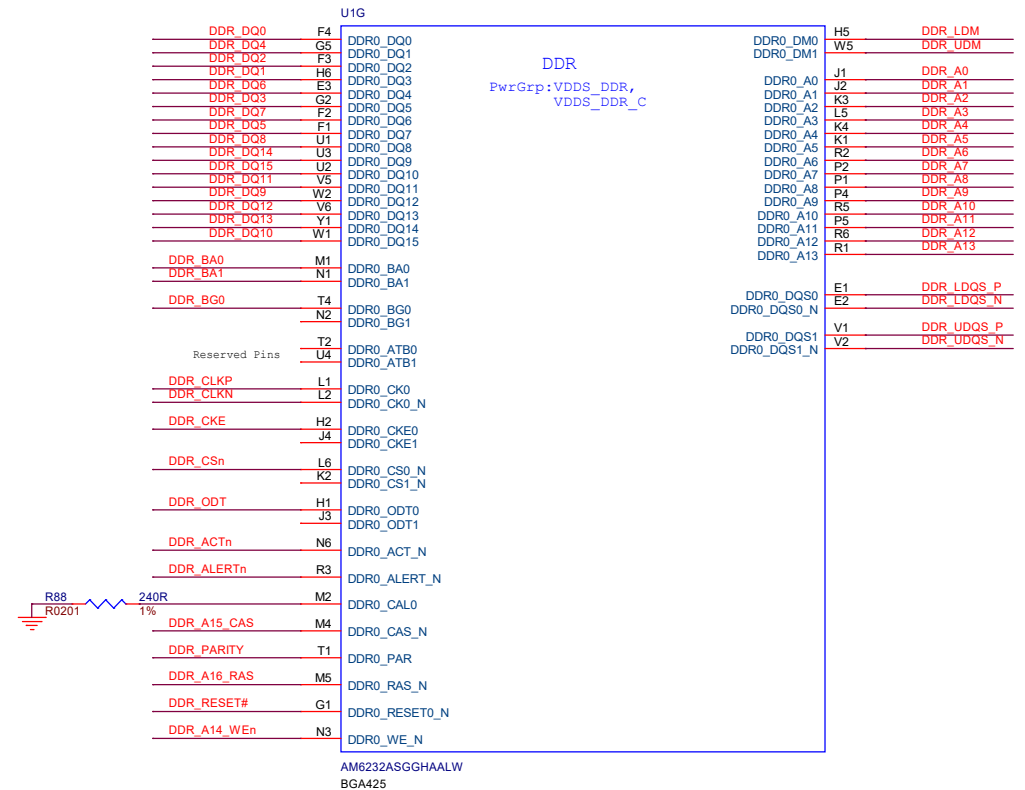 U1G
DDR_DQ0 F4 DDR0_DQ0 DDR0_DM0 H5 DDR_LDM
DDR_DQ4 G5 DDR0_DQ1 DDR0_DM1 W5 DDR_UDM
DDR_DQ2 F3 DDR0_DQ2
DDR
DDR_DQ1 H6 DDR0_DQ3 DDR0_A0 J1 DDR_A0
DDR_DQ6 E3 DDR0_DQ4 DDR0_A1 J2 DDR_A1
PwrGrp:VDDS_DDR,
DDR_DQ3 G2 DDR0_DQ5 DDR0_A2 K3 DDR_A2
VDDS_DDR_C
DDR_DQ7 F2 DDR0_DQ6 DDR0_A3 L5 DDR_A3
DDR_DQ5 F1 DDR0_DQ7 DDR0_A4 K4 DDR_A4
DDR_DQ8 U1 DDR0_DQ8 DDR0_A5 K1 DDR_A5
DDR_DQ14 U3 DDR0_DQ9 DDR0_A6 R2 DDR_A6
DDR_DQ15 U2 DDR0_DQ10 DDR0_A7 P2 DDR_A7
DDR_DQ11 V5 DDR0_DQ11 DDR0_A8 P1 DDR_A8
DDR_DQ9 W2 DDR0_DQ12 DDR0_A9 P4 DDR_A9
DDR_DQ12 V6 DDR0_DQ13 DDR0_A10 R5 DDR_A10
DDR_DQ13 Y1 DDR0_DQ14 DDR0_A11 P5 DDR_A11
DDR_DQ10 W1 DDR0_DQ15 DDR0_A12 R6 DDR_A12
DDR0_A13 R1 DDR_A13
DDR_BA0 M1 DDR0_BA0
DDR_BA1 N1 DDR0_BA1
DDR0_DQS0 E1 DDR_LDQS_P
DDR_BG0 T4 DDR0_BG0 DDR0_DQS0_N E2 DDR_LDQS_N
N2 DDR0_BG1
DDR0_DQS1 V1 DDR_UDQS_P
T2 DDR0_ATB0 DDR0_DQS1_N V2 DDR_UDQS_N
Reserved Pins U4 DDR0_ATB1
DDR_CLKP L1 DDR0_CK0
DDR_CLKN L2 DDR0_CK0_N
DDR_CKE H2 DDR0_CKE0
J4 DDR0_CKE1
DDR_CSn L6 DDR0_CS0_N
K2 DDR0_CS1_N
DDR_ODT H1 DDR0_ODT0
J3 DDR0_ODT1
DDR_ACTn N6 DDR0_ACT_N
DDR_ALERTn R3 DDR0_ALERT_N
R88 240R M2 DDR0_CAL0
R0201 1%
DDR_A15_CAS M4 DDR0_CAS_N
DDR_PARITY T1 DDR0_PAR
DDR_A16_RAS M5 DDR0_RAS_N
DDR_RESET# G1 DDR0_RESET0_N
DDR_A14_WEn N3 DDR0_WE_N
AM6232ASGGHAALW
BGA425